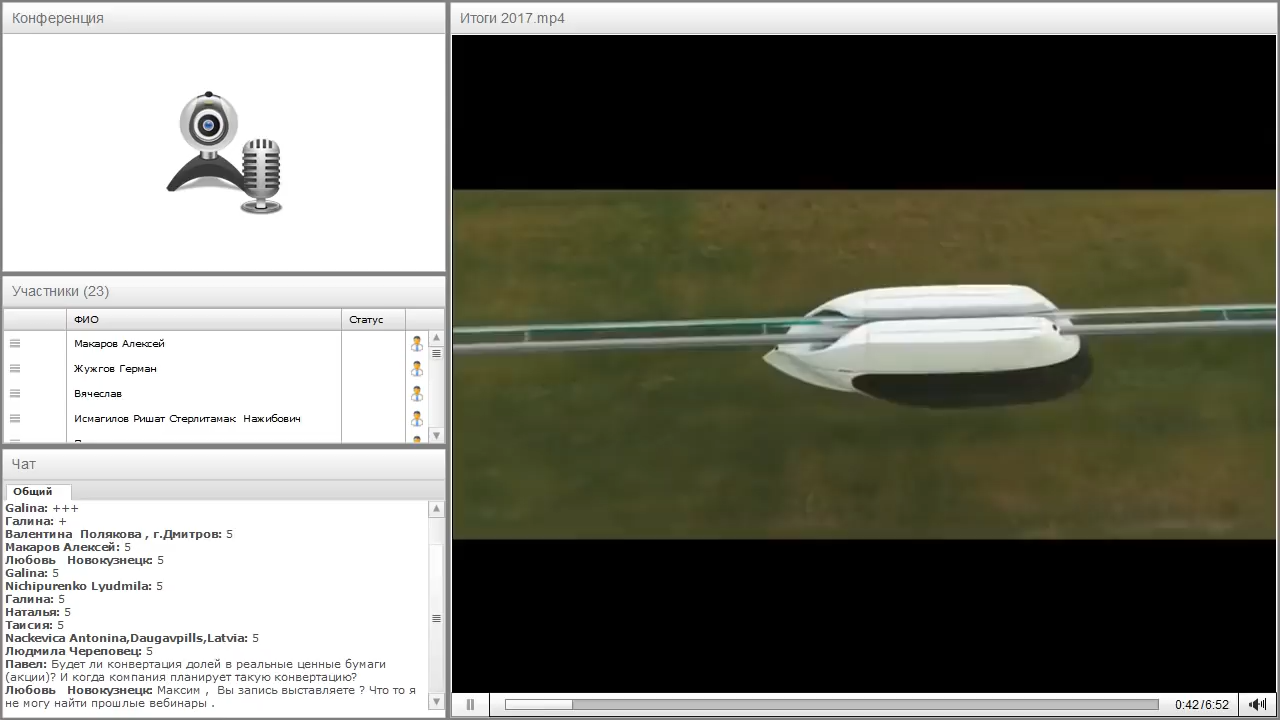 Конференция
Итоги 2017.mp4
Участники (23)
ФИО Статус
Макаров Алексей
Жужгов Герман
Вячеслав
Исмагилов Ришат Стерлитамак Нажибович
Чат
Общий
Galina: +++
Галина: +
Валентина Полякова , г.Дмитров: 5
Макаров Алексей: 5
Любовь Новокузнецк: 5
Galina: 5
Nichipurenko Lyudmila: 5
Галина: 5
Наталья: 5
Таисия: 5
Nackevica Antonina,Daugavpills,Latvia: 5
Людмила Череповец: 5
Павел: Будет ли конвертация долей в реальные ценные бумаги
(акции)? И когда компания планирует такую конвертацию?
Любовь Новокузнецк: Максим , Вы запись выставляете ? Что то я
не могу найти прошлые вебинары .
0:42/6:52